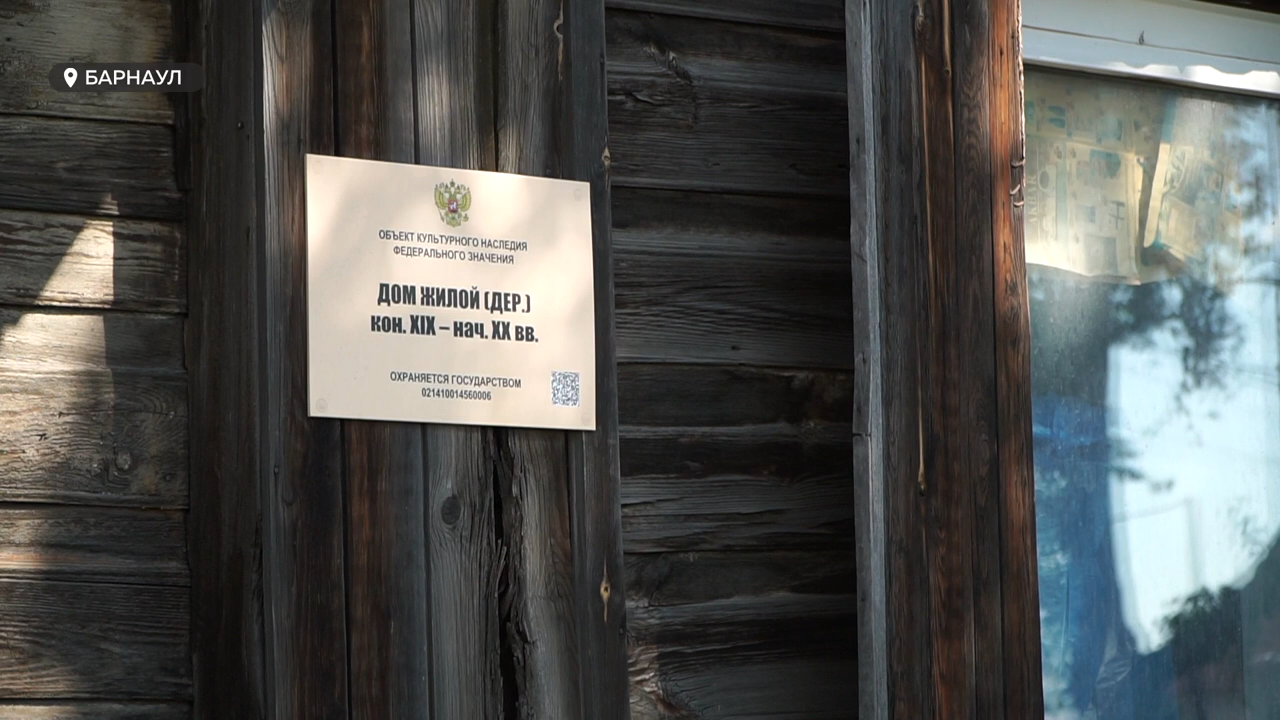 БАРНАУЛ
ОБЪЕКТ КУЛЬТУРНОГО НАСЛЕДИЯ
ФЕДЕРАЛЬНОГО ЗНАЧЕНИЯ
ДОМ ЖИЛОЙ (ДЕР.)
кон. XIX – нач. XX вв.
ОХРАНЯЕТСЯ ГОСУДАРСТВОМ
021410014560006